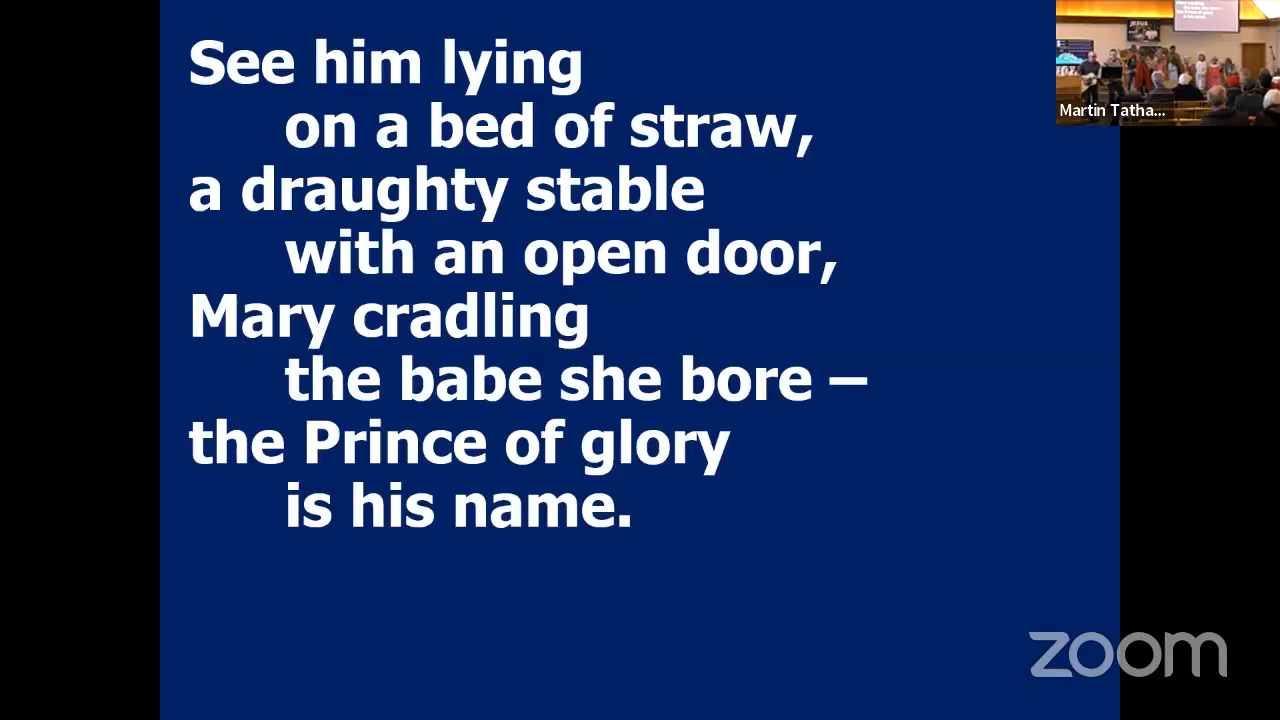 See him lying
on a bed of straw,
a draughty stable
with an open door,
Mary cradling
the babe she bore –
the Prince of glory
is his name.
Martin Tatha...
zoom